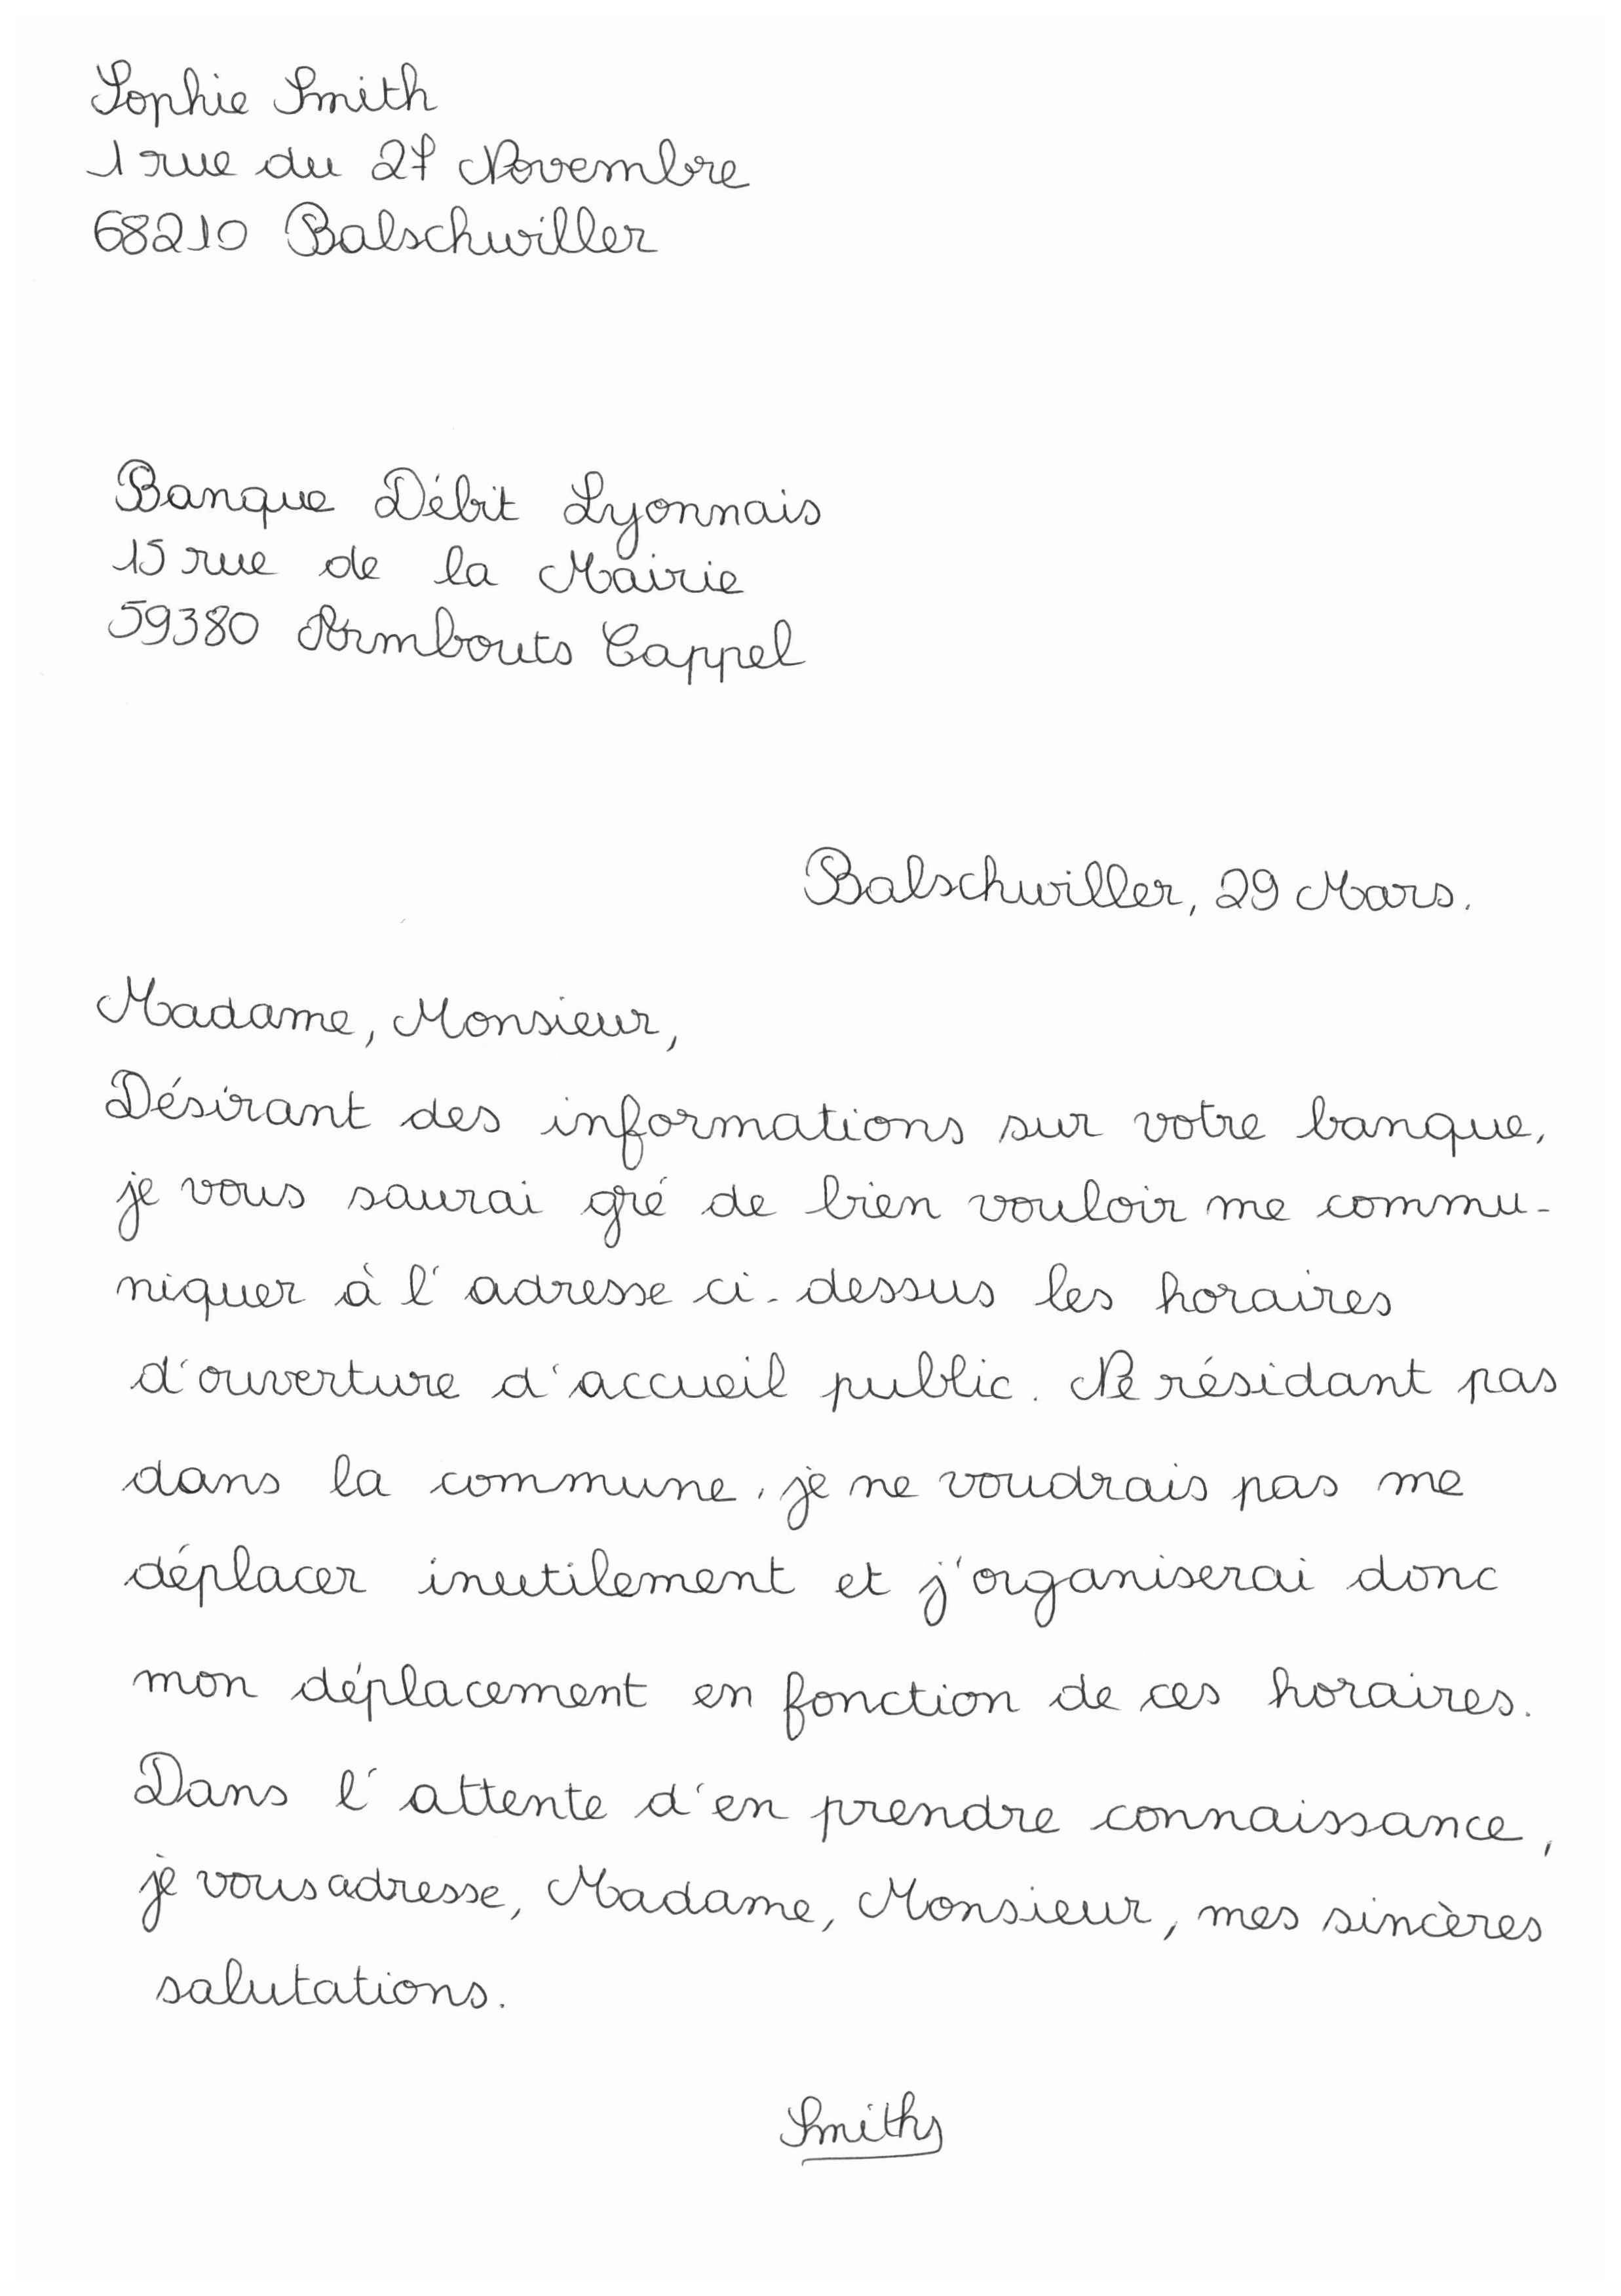 Sophie Smith
1 rue du 27 Novembre
68210 Balschwiller
Banque Débit Lyonnais
15 rue de la Mairie
59380 Armbouts Cappel
Balschwiller, 29 Mars.
Madame, Monsieur,
Désirant des informations sur votre banque,
je vous saurai gré de bien vouloir me commu-
niquer à l'adresse ci-dessus les horaires
d'ouverture d'accueil public. Ne résidant pas
dans la commune, je ne voudrais pas me
déplacer inutilement et j'organiserai donc
mon déplacement en fonction de ces horaires.
Dans l'attente d'en prendre connaissance,
je vous adresse, Madame, Monsieur, mes sincères
salutations.
Smiths